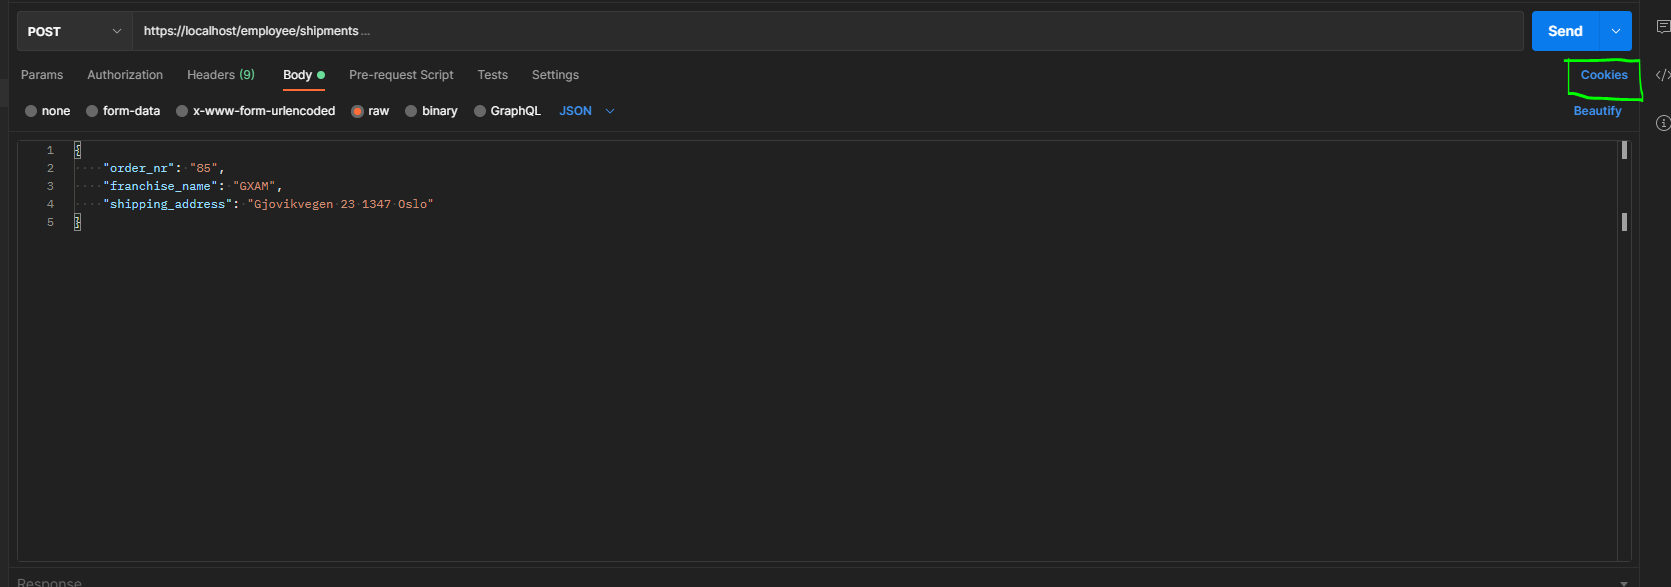 POST https://localhost/employee/shipments ... Send
Params Authorization Headers (9) Body Pre-request Script Tests Settings Cookies
none form-data x-www-form-urlencoded raw binary GraphQL JSON Beautify
1 {
2 "order_nr": "85",
3 "franchise_name": "GXAM",
4 "shipping_address": "Gjovikvegen 23 1347 Oslo"
5 }
Response